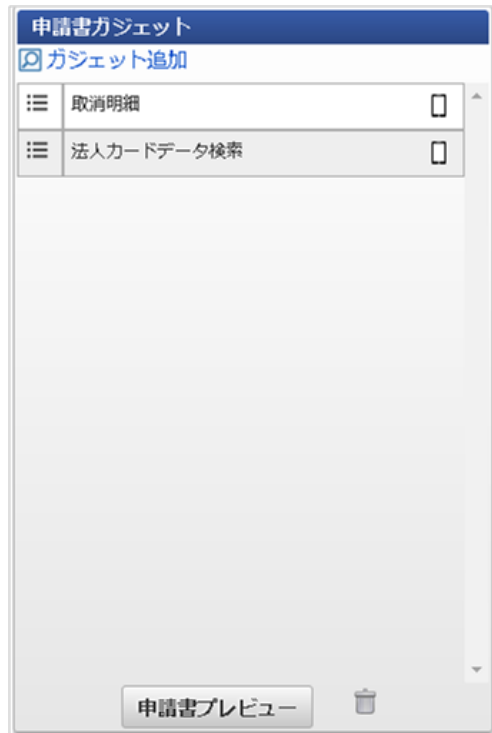 申請書ガジェット
ガジェット追加
取消明細
法人カードデータ検索
申請書プレビュー